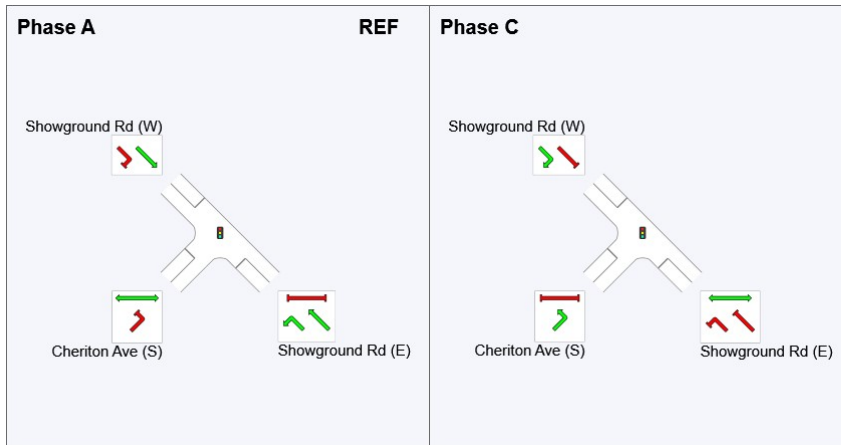 Phase A
REF
Showground Rd (W)
Cheriton Ave (S)
Showground Rd (E)
Phase C
Showground Rd (W)
Cheriton Ave (S)
Showground Rd (E)